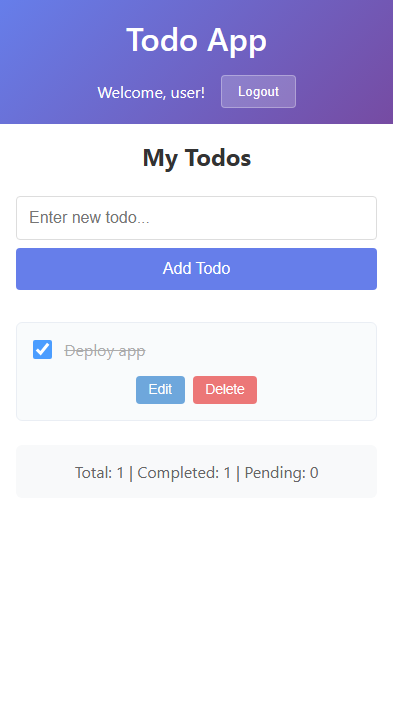 Todo App
Welcome, user! Logout
My Todos
Enter new todo...
Add Todo
Deploy app
Edit Delete
Total: 1 | Completed: 1 | Pending: 0